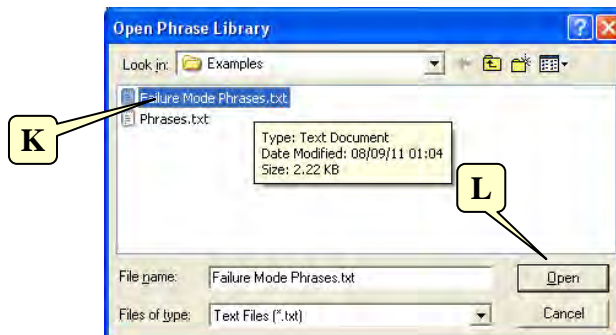 Open Phrase Library
Look in: Examples
Failure Mode Phrases.txt
Phrases.txt
K
Type: Text Document
Date Modified: 08/09/11 01:04
Size: 2.22 KB
L
File name: Failure Mode Phrases.txt Open
Files of type: Text Files (*.txt) Cancel